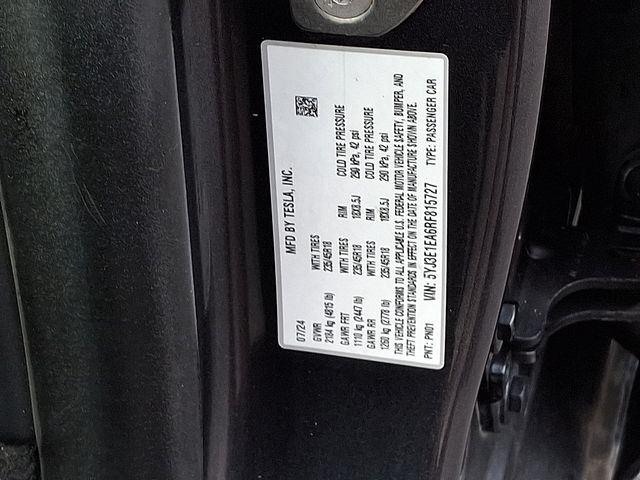 MFD BY TESLA, INC.
07/24
GVWR WITH TIRES RIM COLD TIRE PRESSURE
2184 kg (4815 lb) 235/45R18 18X8.5J 290 kPa, 42 psi
GAWR FRT WITH TIRES RIM COLD TIRE PRESSURE
1110 kg (2447 lb) 235/45R18 18X8.5J 290 kPa, 42 psi
GAWR RR
1260 kg (2778 lb) 235/45R18
THIS VEHICLE CONFORMS TO ALL APPLICABLE U.S. FEDERAL MOTOR VEHICLE SAFETY, BUMPER, AND
THEFT PREVENTION STANDARDS IN EFFECT ON THE DATE OF MANUFACTURE SHOWN ABOVE.
PNT: PN01 VIN: 5YJ3E1EA6RF815727 TYPE: PASSENGER CAR